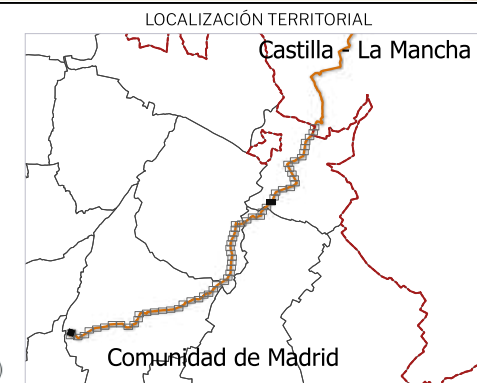 LOCALIZACIÓN TERRITORIAL
Castilla - La Mancha
Comunidad de Madrid